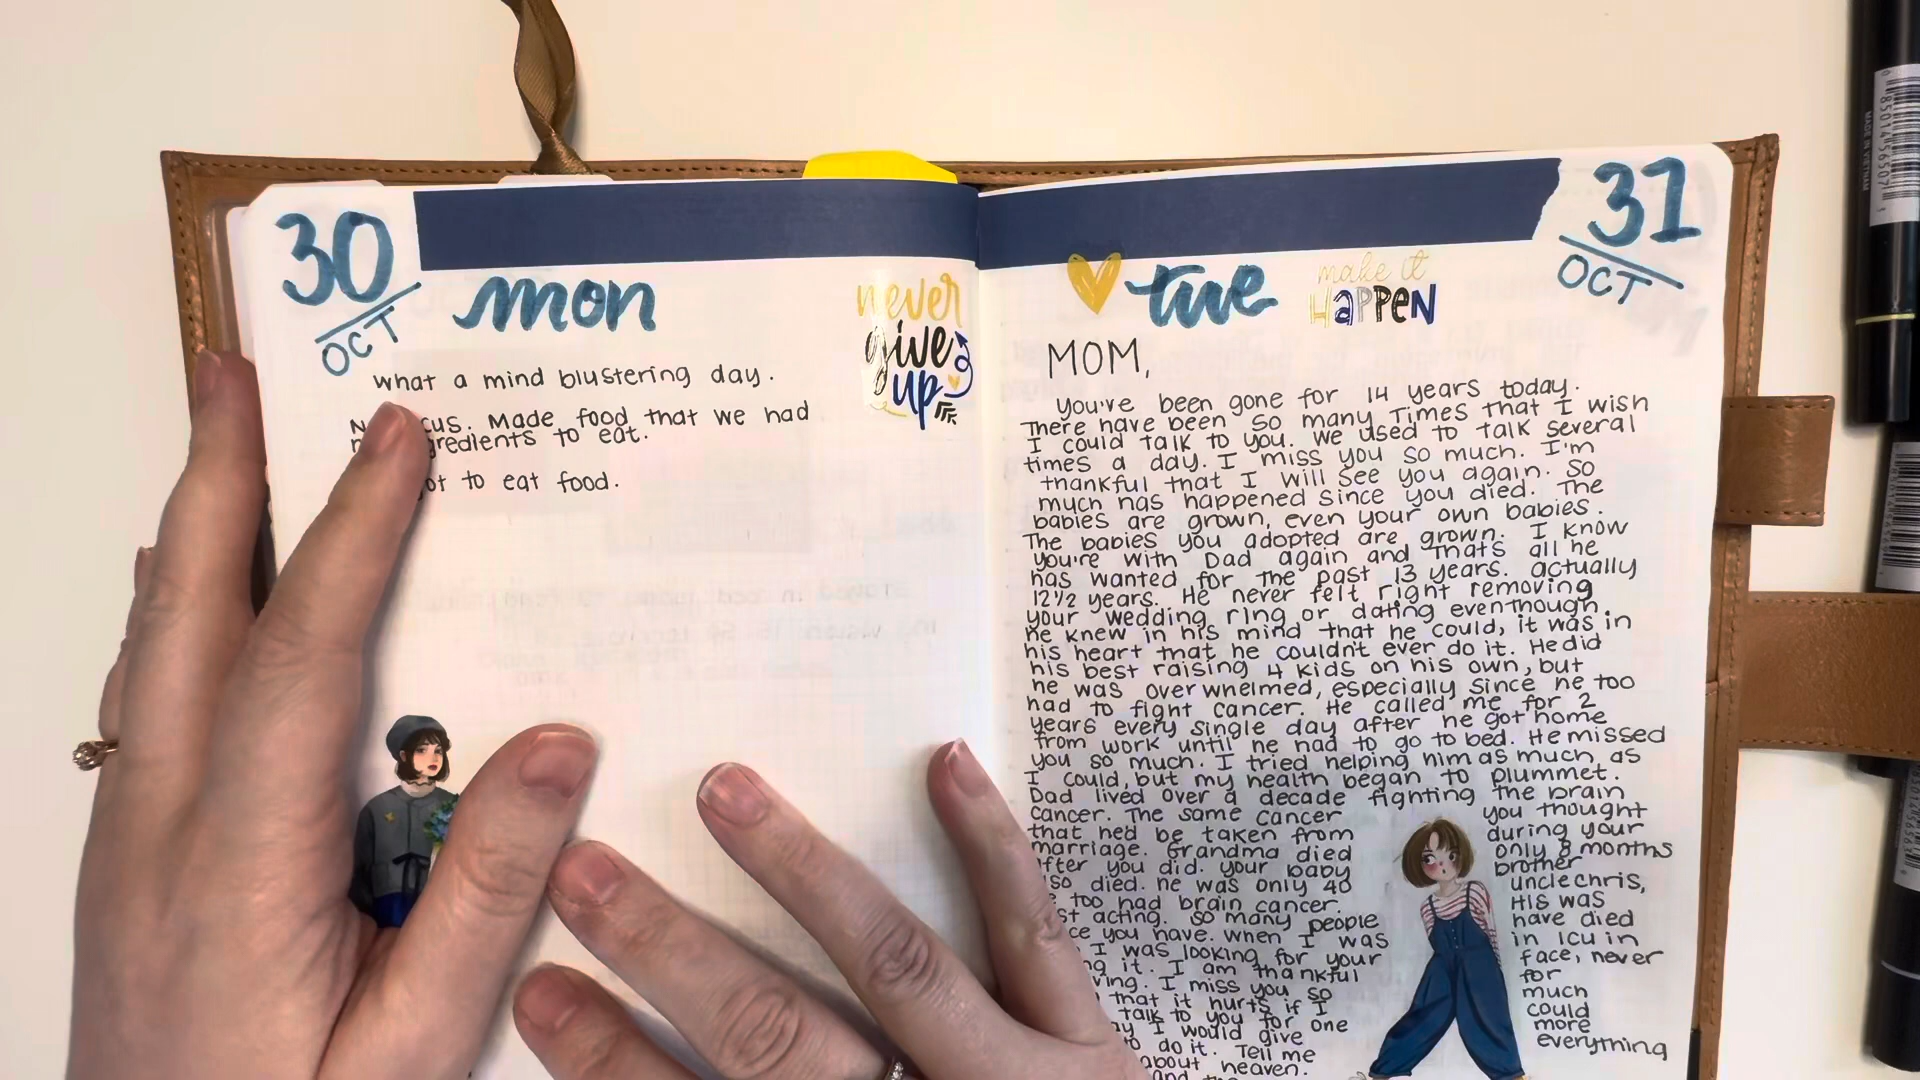 30
OCT
mon
never
give
up
what a mind blustering day.
cus. Made food that we had
gredients to eat.
to eat food.
31
OCT
tue
make it
HAPPEN
MOM,
You've been gone for 14 years today.
There have been so many times that I wish
I could talk to you. We used to talk several
times a day. I miss you so much. I'm
thankful that I will see you again. So
much has happened since you died. The
babies are grown, even your own babies.
The babies you adopted are grown. I know
you're with Dad again and that's all he
has wanted for the past 13 years. actually
12½ years. He never felt right removing
your wedding ring or dating eventhough
he knew in his mind that he could, it was in
his heart that he couldn't ever do it. He did
his best raising 4 kids on his own, but
he was overwhelmed, especially since he too
had to fight cancer. He called me for 2
years every single day after he got home
from work until he had to go to bed. He missed
you so much. I tried helping him as much as
I could, but my health began to plummet.
Dad lived over a decade fighting the brain
cancer. The same cancer you thought
that he'd be taken from during your
marriage. Grandma died only 8 months
after you did. your baby brother
so died. he was only 40 uncle chris,
too had brain cancer. His was
st acting. So many people have died
ce you have. when I was in ICU in
I was looking for your face, never
ng it. I am thankful for
ving. I miss you so much
that it hurts if I could
talk to you for one more
I would give everything
to do it. Tell me
about heaven.
and
MADE IN VIETNAM